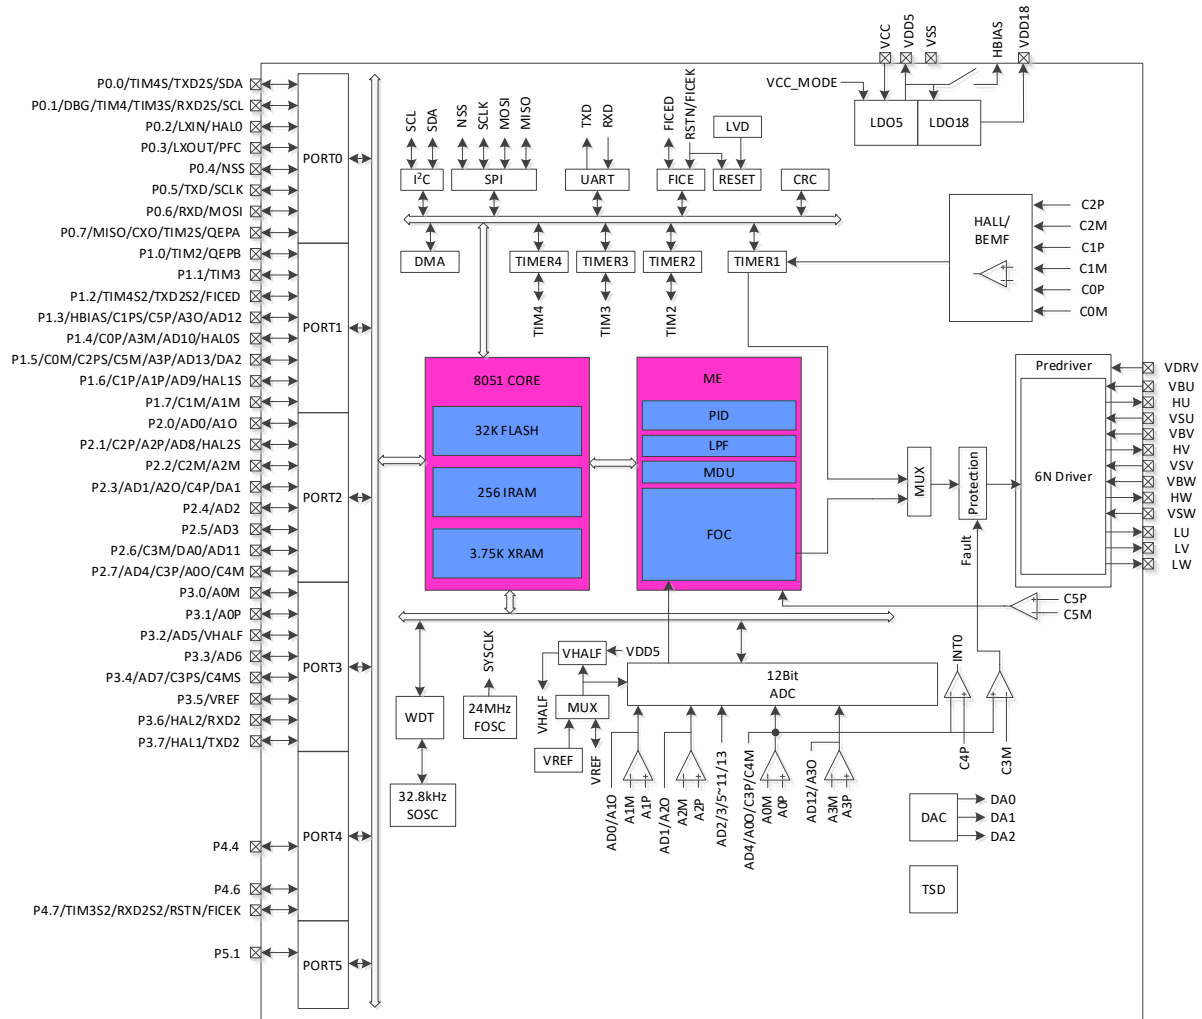 VCC
VDD5
VSS
HBIAS
VDD18
VCC_MODE
LDO5
LDO18
P0.0/TIM4S/TXD2S/SDA
P0.1/DBG/TIM4/TIM3S/RXD2S/SCL
P0.2/LXIN/HAL0
P0.3/LXOUT/PFC
P0.4/NSS
P0.5/TXD/SCLK
P0.6/RXD/MOSI
P0.7/MISO/CXO/TIM2S/QEPA
P1.0/TIM2/QEPB
P1.1/TIM3
P1.2/TIM4S2/TXD2S2/FICED
P1.3/HBIAS/C1PS/C5P/A3O/AD12
P1.4/C0P/A3M/AD10/HAL0S
P1.5/C0M/C2PS/C5M/A3P/AD13/DA2
P1.6/C1P/A1P/AD9/HAL1S
P1.7/C1M/A1M
P2.0/AD0/A1O
P2.1/C2P/A2P/AD8/HAL2S
P2.2/C2M/A2M
P2.3/AD1/A2O/C4P/DA1
P2.4/AD2
P2.5/AD3
P2.6/C3M/DA0/AD11
P2.7/AD4/C3P/A0O/C4M
P3.0/A0M
P3.1/A0P
P3.2/AD5/VHALF
P3.3/AD6
P3.4/AD7/C3PS/C4MS
P3.5/VREF
P3.6/HAL2/RXD2
P3.7/HAL1/TXD2
P4.4
P4.6
P4.7/TIM3S2/RXD2S2/RSTN/FICEK
P5.1
PORT0
PORT1
PORT2
PORT3
PORT4
PORT5
SCL
SDA
NSS
SCLK
MOSI
MISO
TXD
RXD
FICED
RSTN/FICEK
LVD
I²C
SPI
UART
FICE
RESET
CRC
DMA
TIMER4
TIMER3
TIMER2
TIMER1
TIM4
TIM3
TIM2
HALL/
BEMF
C2P
C2M
C1P
C1M
C0P
C0M
8051 CORE
32K FLASH
256 IRAM
3.75K XRAM
ME
PID
LPF
MDU
FOC
MUX
Protection
Fault
Predriver
6N Driver
VDRV
VBU
HU
VSU
VBV
HV
VSV
VBW
HW
VSW
LU
LV
LW
C5P
C5M
SYSCLK
WDT
24MHz
FOSC
32.8kHz
SOSC
VHALF
VDD5
VHALF
MUX
VREF
VREF
12Bit
ADC
AD0/A1O
A1M
A1P
AD1/A2O
A2M
A2P
AD2/3/5~11/13
AD4/A0O/C3P/C4M
A0M
A0P
AD12/A3O
A3M
A3P
INT0
C4P
C3M
DAC
DA0
DA1
DA2
TSD